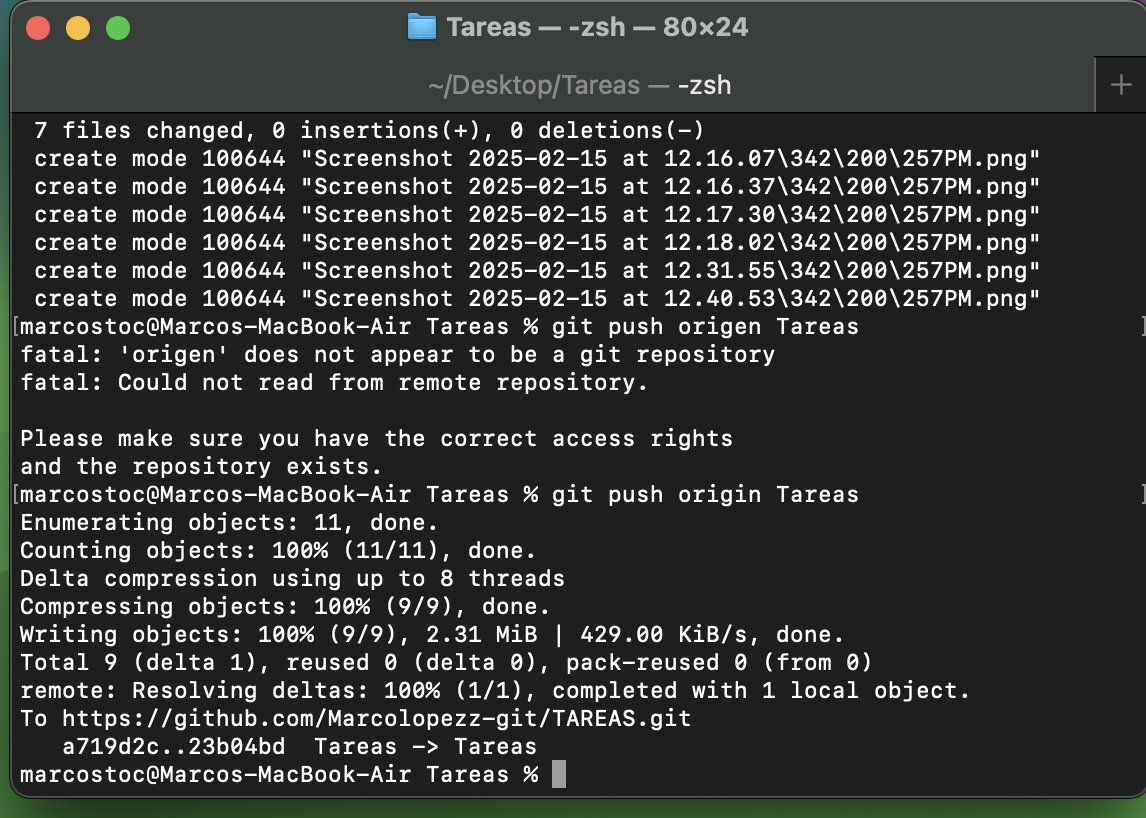 Tareas — -zsh — 80×24
~/Desktop/Tareas — -zsh
7 files changed, 0 insertions(+), 0 deletions(-)
create mode 100644 "Screenshot 2025-02-15 at 12.16.07\342\200\257PM.png"
create mode 100644 "Screenshot 2025-02-15 at 12.16.37\342\200\257PM.png"
create mode 100644 "Screenshot 2025-02-15 at 12.17.30\342\200\257PM.png"
create mode 100644 "Screenshot 2025-02-15 at 12.18.02\342\200\257PM.png"
create mode 100644 "Screenshot 2025-02-15 at 12.31.55\342\200\257PM.png"
create mode 100644 "Screenshot 2025-02-15 at 12.40.53\342\200\257PM.png"
[marcostoc@Marcos-MacBook-Air Tareas % git push origen Tareas ]
fatal: 'origen' does not appear to be a git repository
fatal: Could not read from remote repository.

Please make sure you have the correct access rights
and the repository exists.
[marcostoc@Marcos-MacBook-Air Tareas % git push origin Tareas ]
Enumerating objects: 11, done.
Counting objects: 100% (11/11), done.
Delta compression using up to 8 threads
Compressing objects: 100% (9/9), done.
Writing objects: 100% (9/9), 2.31 MiB | 429.00 KiB/s, done.
Total 9 (delta 1), reused 0 (delta 0), pack-reused 0 (from 0)
remote: Resolving deltas: 100% (1/1), completed with 1 local object.
To https://github.com/Marcolopezz-git/TAREAS.git
a719d2c..23b04bd  Tareas -> Tareas
marcostoc@Marcos-MacBook-Air Tareas %